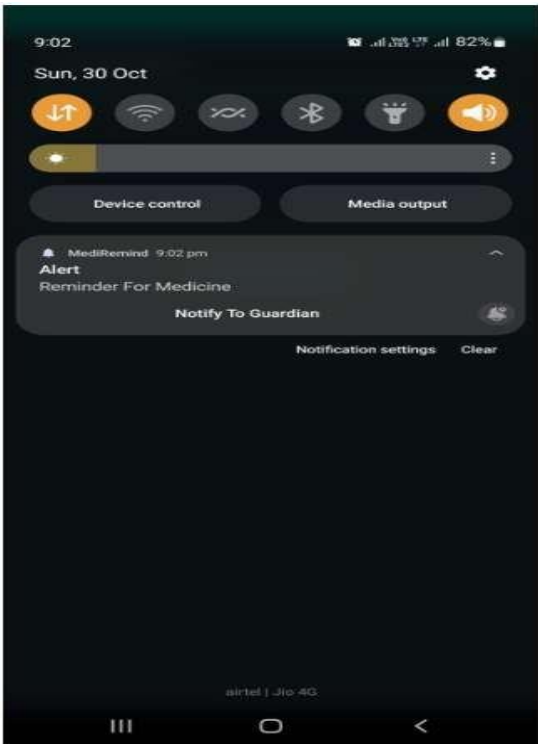 9:02 82%
Sun, 30 Oct
Device control Media output
MediRemind 9:02 pm
Alert
Reminder For Medicine
Notify To Guardian
Notification settings Clear
airtel | Jio 4G